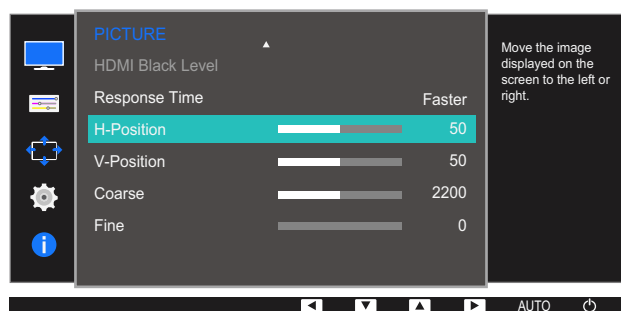 PICTURE
HDMI Black Level
Response Time Faster
H-Position 50
V-Position 50
Coarse 2200
Fine 0
Move the image
displayed on the
screen to the left or
right.
AUTO